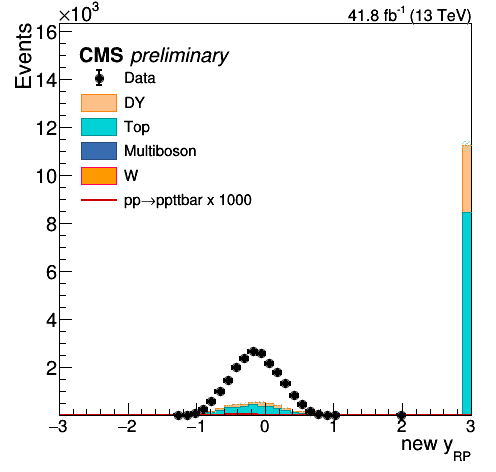 ×10³
41.8 fb⁻¹ (13 TeV)
Events
CMS preliminary
Data
DY
Top
Multiboson
W
pp→ppttbar x 1000
16
14
12
10
8
6
4
2
−3 −2 −1 0 1 2 3
new y_RP